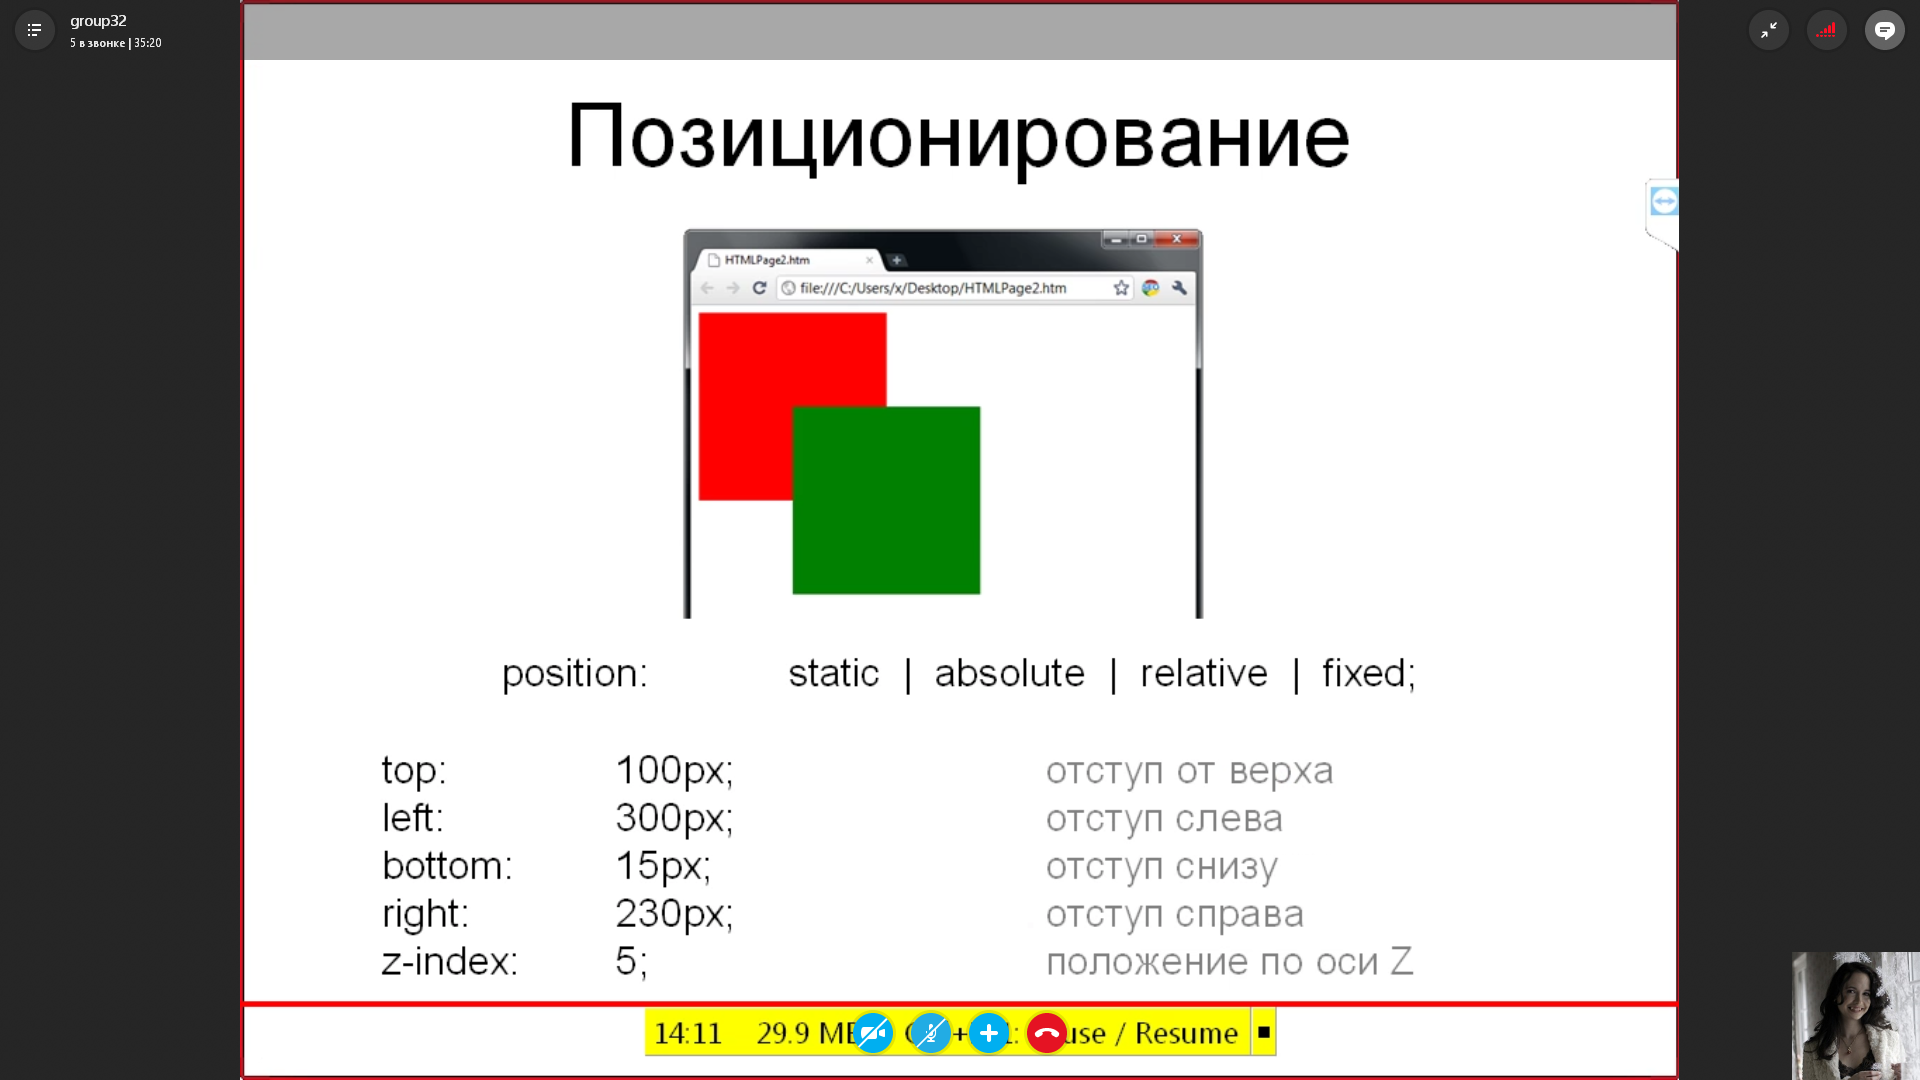 group32
5 в звонке | 35:20
Позиционирование
HTMLPage2.htm
file:///C:/Users/x/Desktop/HTMLPage2.htm
position: static | absolute | relative | fixed;
top: 100px; отступ от верха
left: 300px; отступ слева
bottom: 15px; отступ снизу
right: 230px; отступ справа
z-index: 5; положение по оси Z
14:11 29.9 / Resume